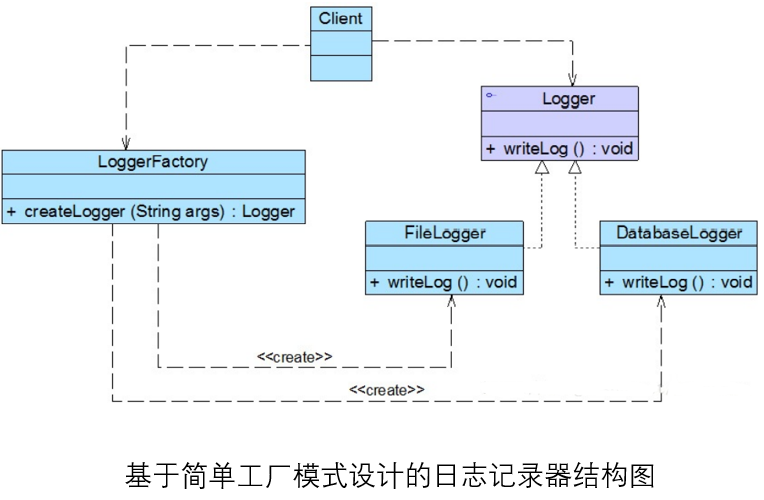 Client
Logger
+ writeLog () : void
LoggerFactory
+ createLogger (String args) : Logger
FileLogger
+ writeLog () : void
DatabaseLogger
+ writeLog () : void
<<create>>
<<create>>
基于简单工厂模式设计的日志记录器结构图